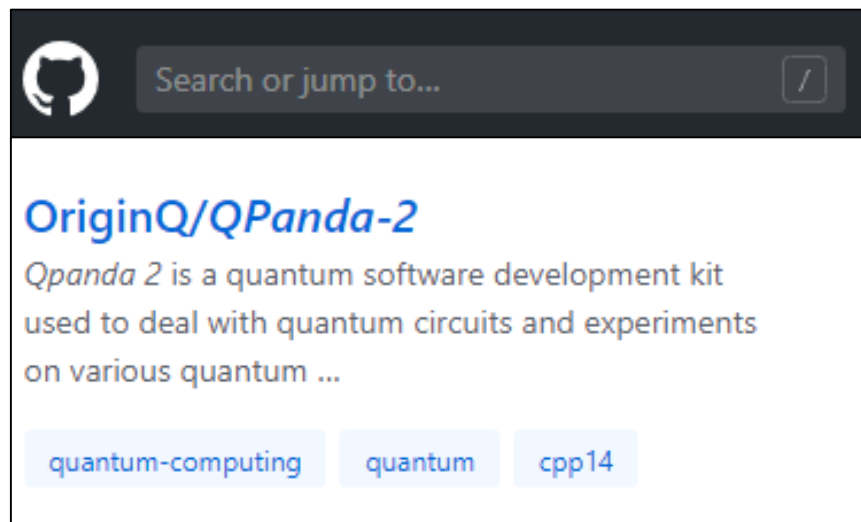 Search or jump to...
/
OriginQ/QPanda-2
Qpanda 2 is a quantum software development kit
used to deal with quantum circuits and experiments
on various quantum ...
quantum-computing quantum cpp14